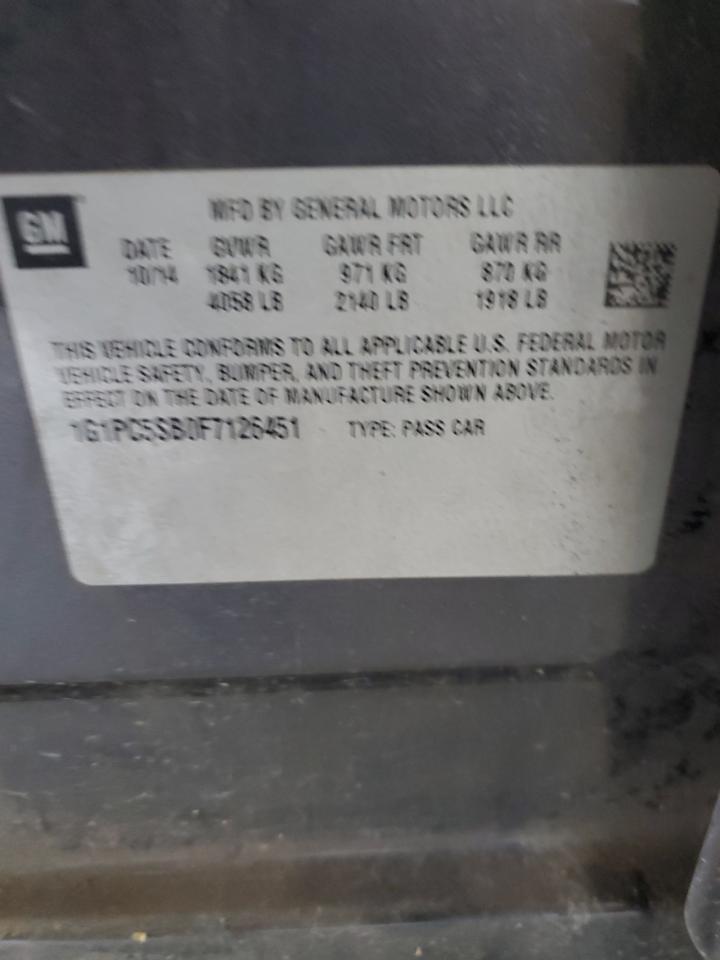 GM
MFD BY GENERAL MOTORS LLC
DATE GVWR GAWR FRT GAWR RR
10/14 1841 KG 971 KG 870 KG
4058 LB 2140 LB 1918 LB
THIS VEHICLE CONFORMS TO ALL APPLICABLE U.S. FEDERAL MOTOR
VEHICLE SAFETY, BUMPER, AND THEFT PREVENTION STANDARDS IN
EFFECT ON THE DATE OF MANUFACTURE SHOWN ABOVE.
1G1PC5SB0F7126451 TYPE: PASS CAR